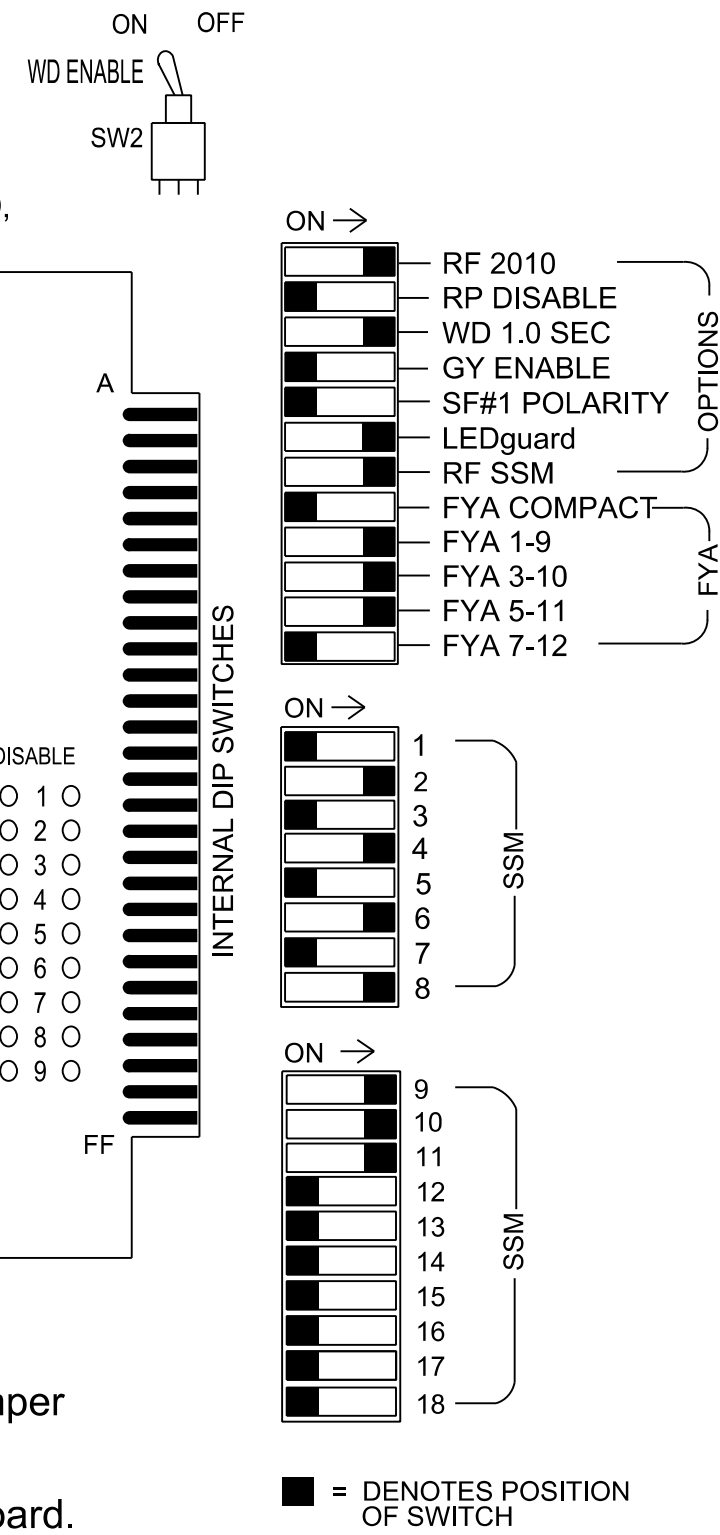 ON OFF
WD ENABLE
SW2
ON →
RF 2010
RP DISABLE
WD 1.0 SEC
GY ENABLE
SF#1 POLARITY
LEDguard
RF SSM
OPTIONS
FYA COMPACT
FYA 1-9
FYA 3-10
FYA 5-11
FYA 7-12
FYA
A
INTERNAL DIP SWITCHES
FF
1
2
3
4
5
6
7
8
9
ON →
1
2
3
4
5
6
7
8
SSM
ON →
9
10
11
12
13
14
15
16
17
18
SSM
oard.
= DENOTES POSITION
OF SWITCH